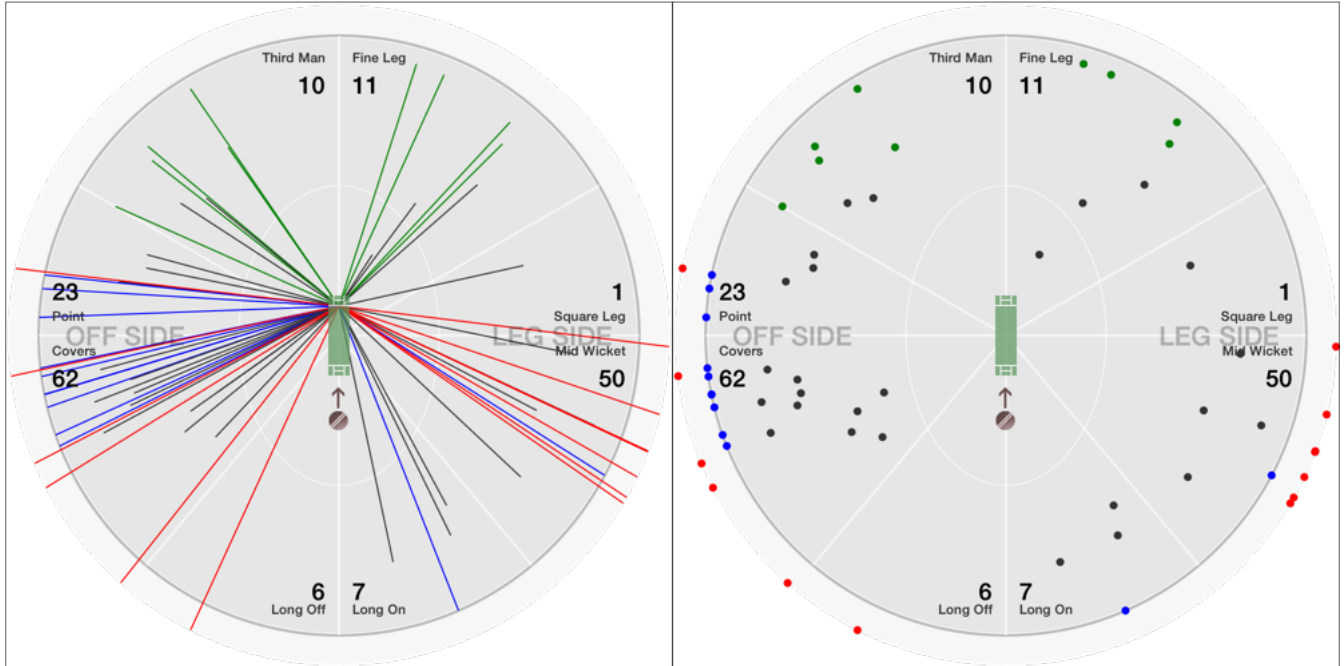 Third Man
10
Fine Leg
11
23
Point
OFF SIDE
Covers
62
1
Square Leg
LEG SIDE
Mid Wicket
50
6
Long Off
7
Long On
Third Man
10
Fine Leg
11
23
Point
OFF SIDE
Covers
62
1
Square Leg
LEG SIDE
Mid Wicket
50
6
Long Off
7
Long On